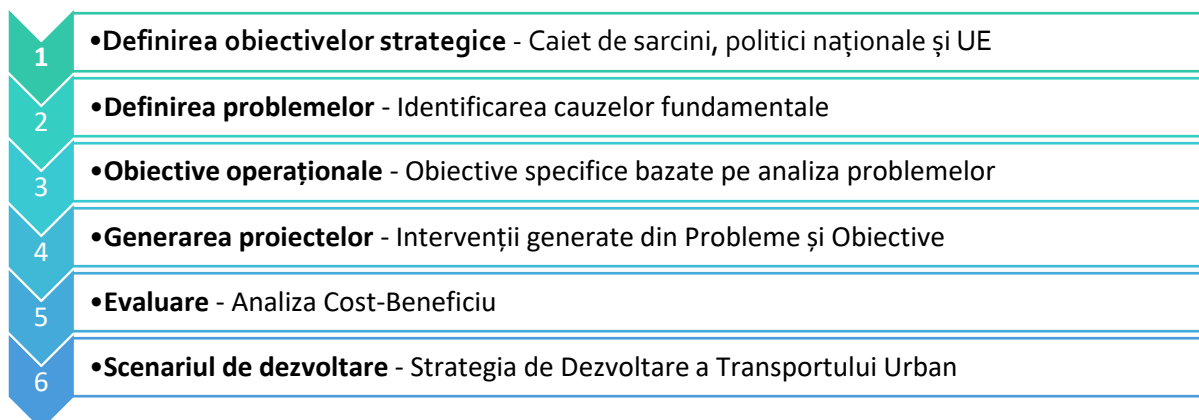 1
•Definirea obiectivelor strategice - Caiet de sarcini, politici naționale și UE
2
•Definirea problemelor - Identificarea cauzelor fundamentale
3
•Obiective operaționale - Obiective specifice bazate pe analiza problemelor
4
•Generarea proiectelor - Intervenții generate din Probleme și Obiective
5
•Evaluare - Analiza Cost-Beneficiu
6
•Scenariul de dezvoltare - Strategia de Dezvoltare a Transportului Urban